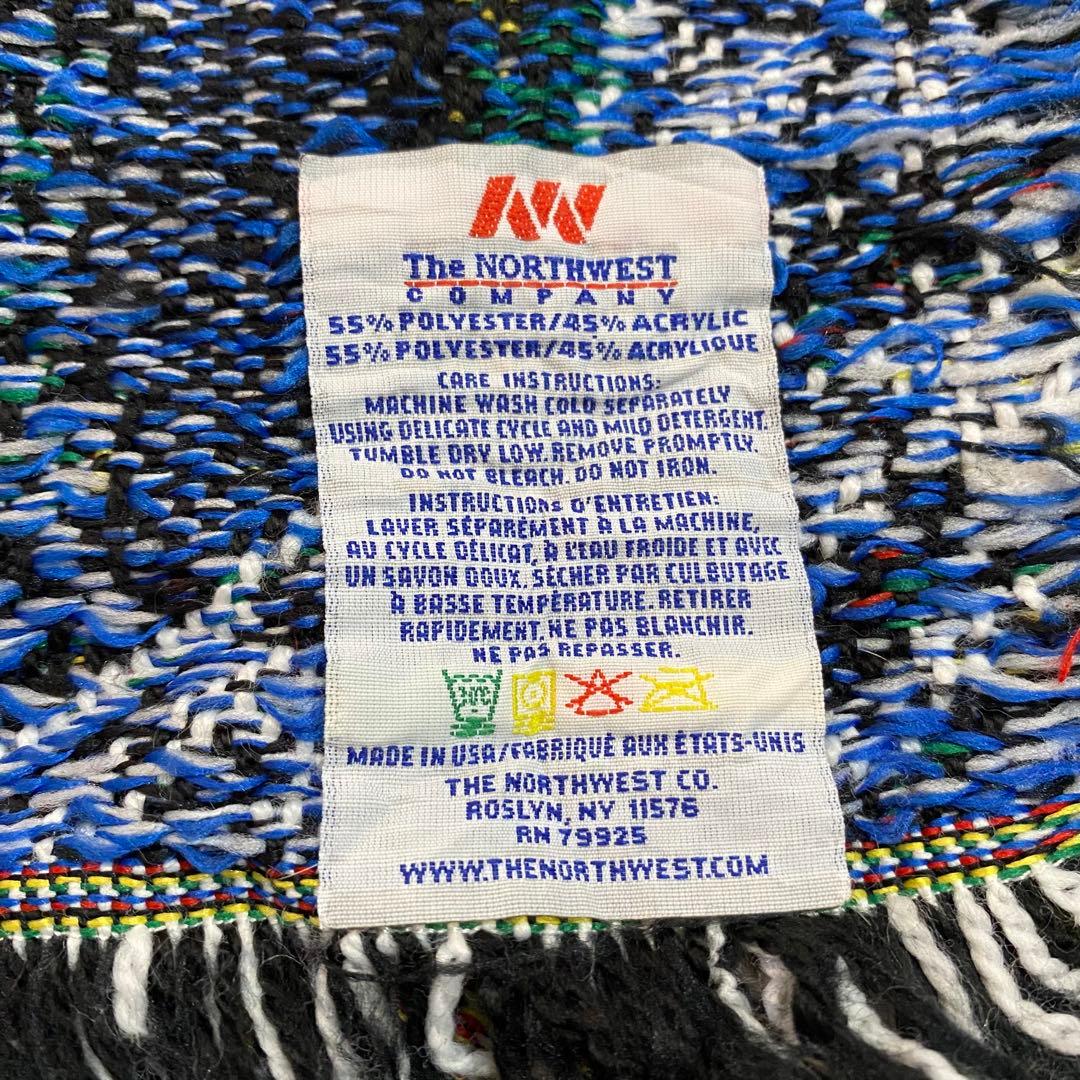 The NORTHWEST
COMPANY
55% POLYESTER/45% ACRYLIC
55% POLYESTER/45% ACRYLIQUE
CARE INSTRUCTIONS:
MACHINE WASH COLD SEPARATELY
USING DELICATE CYCLE AND MILD DETERGENT.
TUMBLE DRY LOW. REMOVE PROMPTLY.
DO NOT BLEACH. DO NOT IRON.
INSTRUCTIONS D'ENTRETIEN:
LAVER SÉPARÉMENT À LA MACHINE,
AU CYCLE DÉLICAT, À L'EAU FROIDE ET AVEC
UN SAVON DOUX. SÉCHER PAR CULBUTAGE
À BASSE TEMPÉRATURE. RETIRER
RAPIDEMENT. NE PAS BLANCHIR.
NE PAS REPASSER.
MADE IN USA/FABRIQUÉ AUX ÉTATS-UNIS
THE NORTHWEST CO.
ROSLYN, NY 11576
RN 79925
WWW.THENORTHWEST.COM